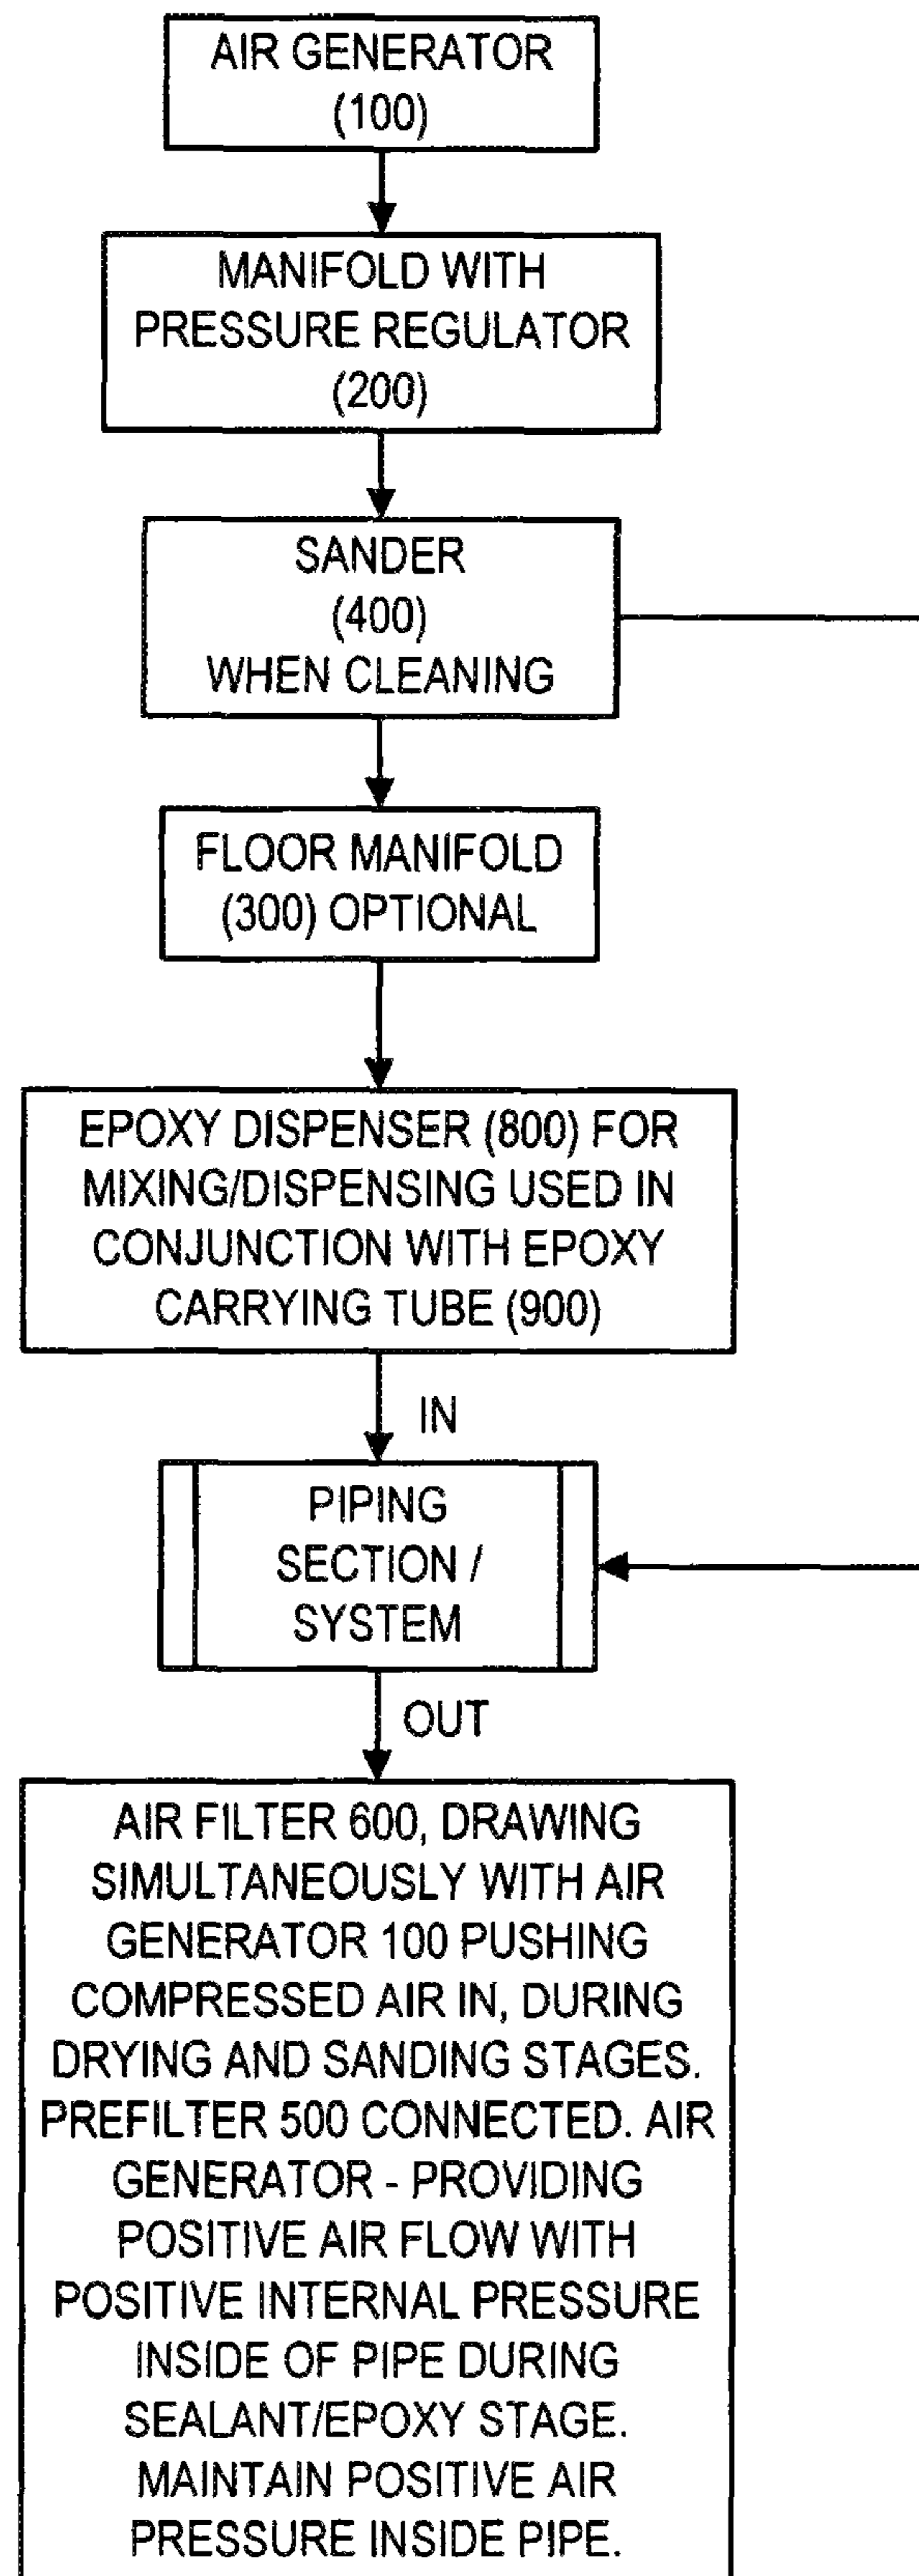 AIR GENERATOR
(100)
MANIFOLD WITH
PRESSURE REGULATOR
(200)
SANDER
(400)
WHEN CLEANING
FLOOR MANIFOLD
(300) OPTIONAL
EPOXY DISPENSER (800) FOR
MIXING/DISPENSING USED IN
CONJUNCTION WITH EPOXY
CARRYING TUBE (900)
IN
PIPING
SECTION /
SYSTEM
OUT
AIR FILTER 600, DRAWING
SIMULTANEOUSLY WITH AIR
GENERATOR 100 PUSHING
COMPRESSED AIR IN, DURING
DRYING AND SANDING STAGES.
PREFILTER 500 CONNECTED. AIR
GENERATOR - PROVIDING
POSITIVE AIR FLOW WITH
POSITIVE INTERNAL PRESSURE
INSIDE OF PIPE DURING
SEALANT/EPOXY STAGE.
MAINTAIN POSITIVE AIR
PRESSURE INSIDE PIPE.